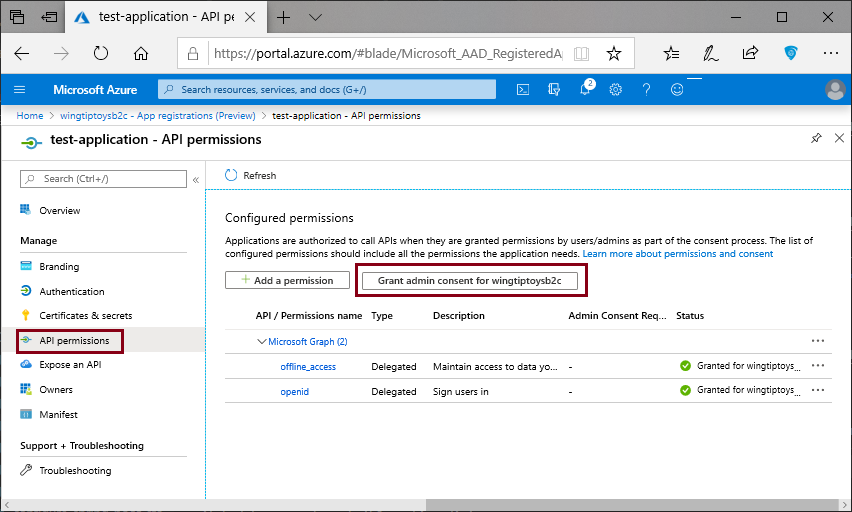 test-application - API pe
https://portal.azure.com/#blade/Microsoft_AAD_RegisteredA
Microsoft Azure
Search resources, services, and docs (G+/)
2
Home > wingtiptoysb2c - App registrations (Preview) > test-application - API permissions
test-application - API permissions
Search (Ctrl+/)
«
Refresh
Overview
Manage
Branding
Authentication
Certificates & secrets
API permissions
Expose an API
Owners
Manifest
Support + Troubleshooting
Troubleshooting
Configured permissions
Applications are authorized to call APIs when they are granted permissions by users/admins as part of the consent process. The list of
configured permissions should include all the permissions the application needs. Learn more about permissions and consent
+ Add a permission
Grant admin consent for wingtiptoysb2c
API / Permissions name Type Description Admin Consent Req... Status
Microsoft Graph (2) ...
offline_access Delegated Maintain access to data yo... - Granted for wingtiptoys_ ...
openid Delegated Sign users in - Granted for wingtiptoys_ ...